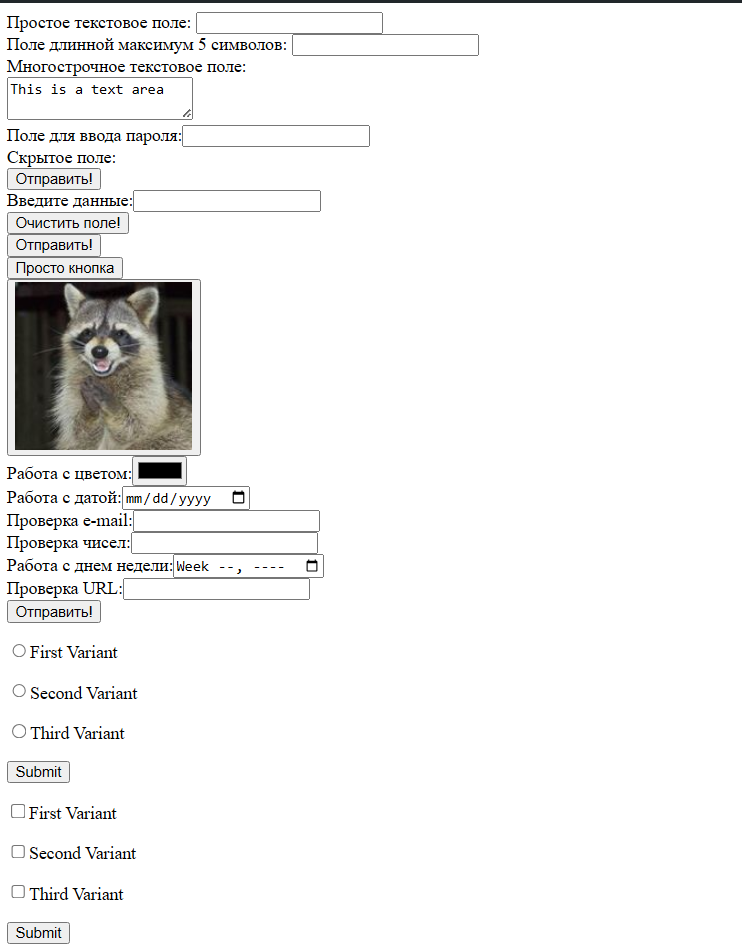 Простое текстовое поле:
Поле длинной максимум 5 символов:
Многострочное текстовое поле:
This is a text area
Поле для ввода пароля:
Скрытое поле:
Отправить!
Введите данные:
Очистить поле!
Отправить!
Просто кнопка
Работа с цветом:
Работа с датой: mm/dd/yyyy
Проверка e-mail:
Проверка чисел:
Работа с днем недели: Week --, ----
Проверка URL:
Отправить!
First Variant
Second Variant
Third Variant
Submit
First Variant
Second Variant
Third Variant
Submit